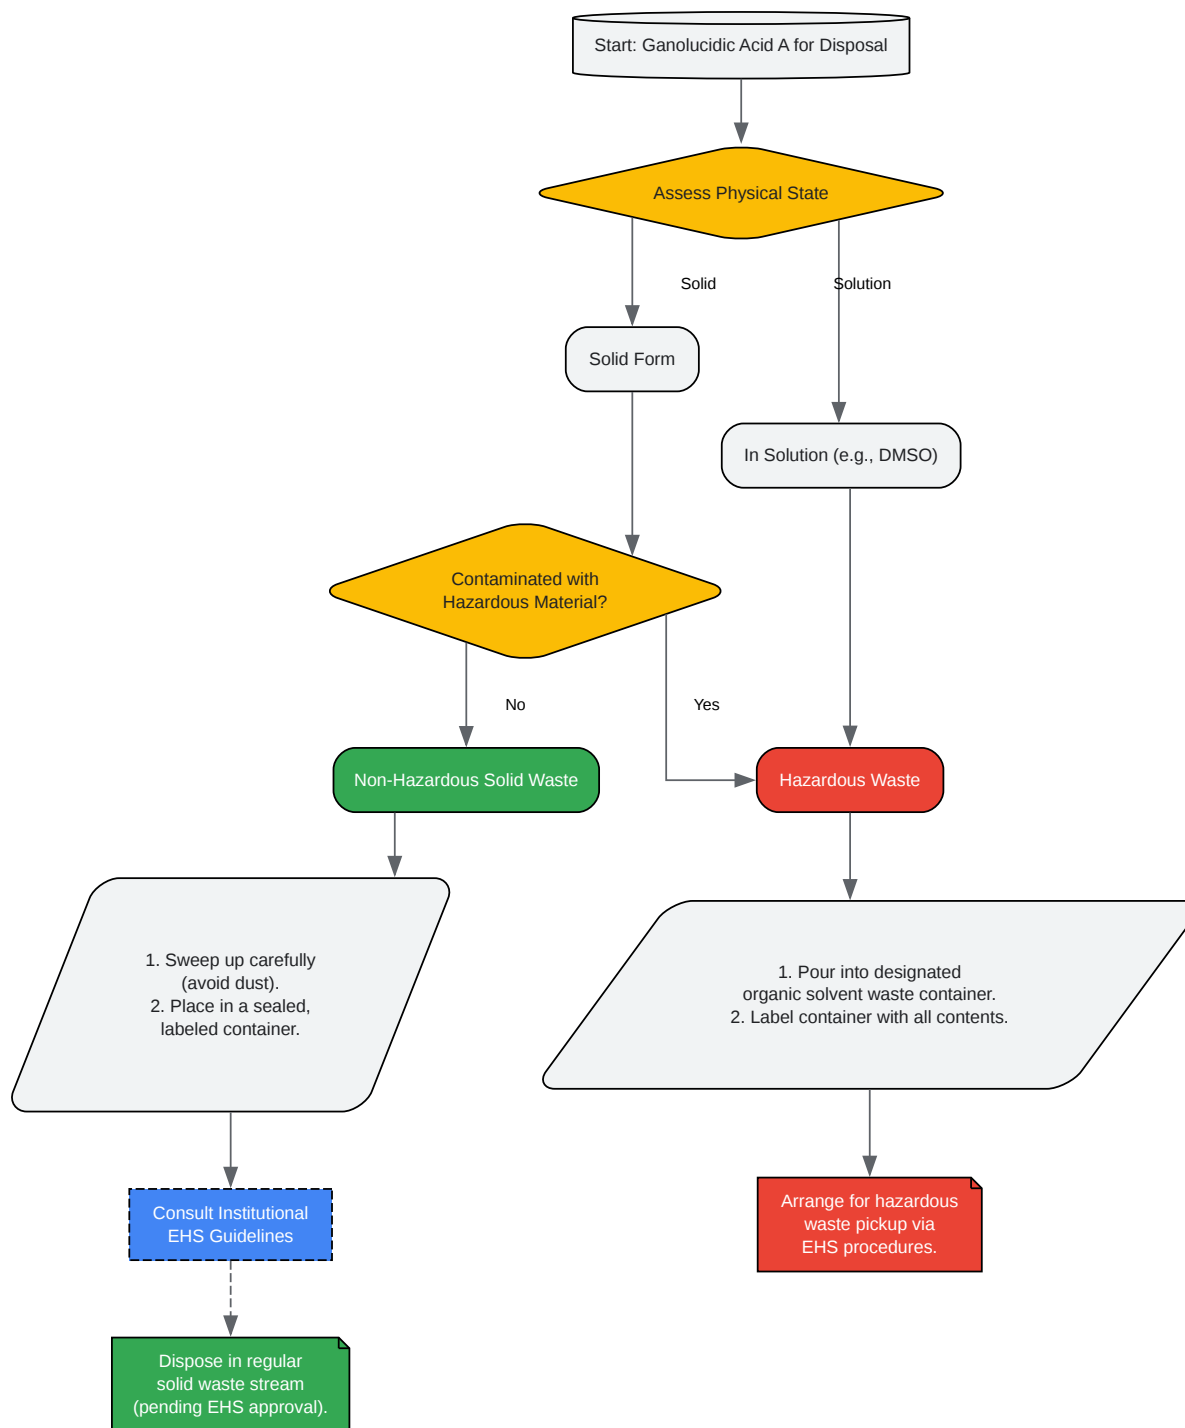 Start: Ganolucidic Acid A for Disposal
Assess Physical State
Solid
Solution
Solid Form
In Solution (e.g., DMSO)
Contaminated with
Hazardous Material?
No
Yes
Non-Hazardous Solid Waste
Hazardous Waste
1. Sweep up carefully
(avoid dust).
2. Place in a sealed,
labeled container.
1. Pour into designated
organic solvent waste container.
2. Label container with all contents.
Consult Institutional
EHS Guidelines
Arrange for hazardous
waste pickup via
EHS procedures.
Dispose in regular
solid waste stream
(pending EHS approval).